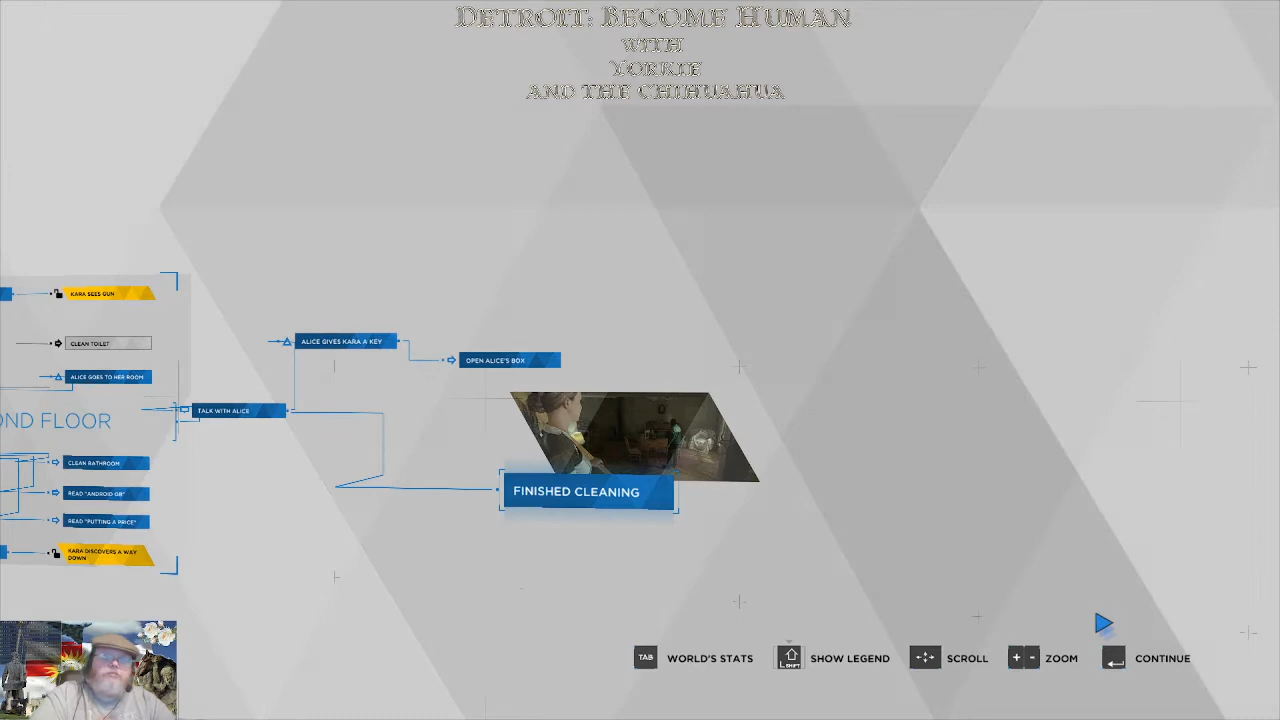 DETROIT: BECOME HUMAN
WITH
YORKIE
AND THE CHIHUAHUA
KARA SEES GUN
CLEAN TOILET
ALICE GOES TO HER ROOM
OND FLOOR
CLEAN BATHROOM
READ "ANDROID GB"
READ "PUTTING A PRICE"
KARA DISCOVERS A WAY
DOWN
TALK WITH ALICE
ALICE GIVES KARA A KEY
OPEN ALICE'S BOX
FINISHED CLEANING
TAB WORLD'S STATS
L. SHIFT SHOW LEGEND
SCROLL
+ - ZOOM
CONTINUE